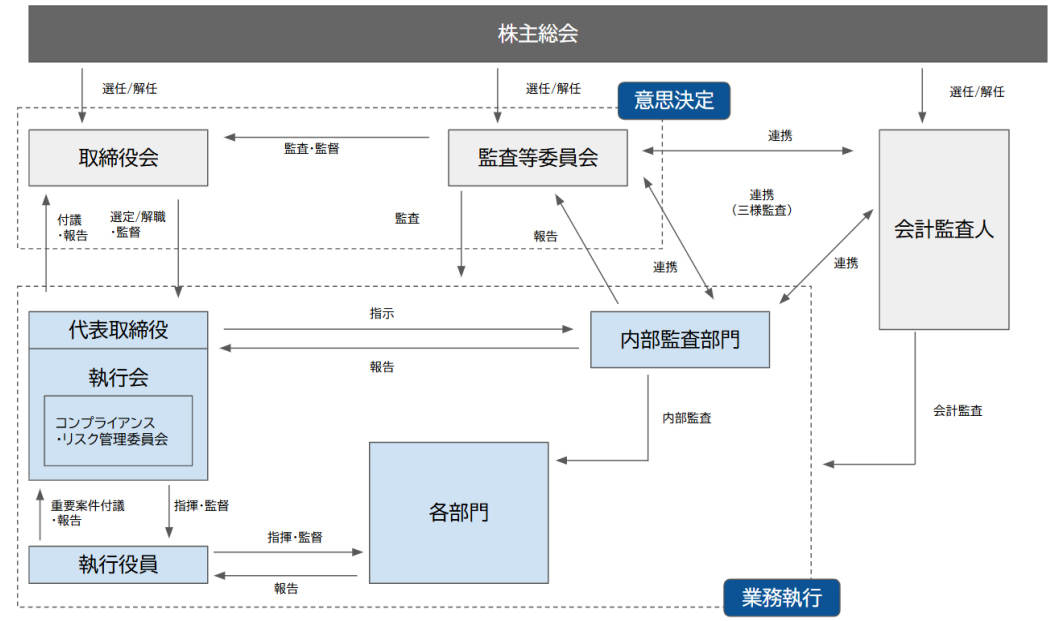 株主総会
選任/解任
選任/解任
選任/解任
意思決定
取締役会
監査・監督
監査等委員会
連携
会計監査人
付議
・報告
選定/解職
・監督
監査
報告
連携
連携
（三様監査）
連携
代表取締役
指示
報告
内部監査部門
執行会
コンプライアンス
・リスク管理委員会
内部監査
会計監査
重要案件付議
・報告
指揮・監督
各部門
執行役員
指揮・監督
報告
業務執行